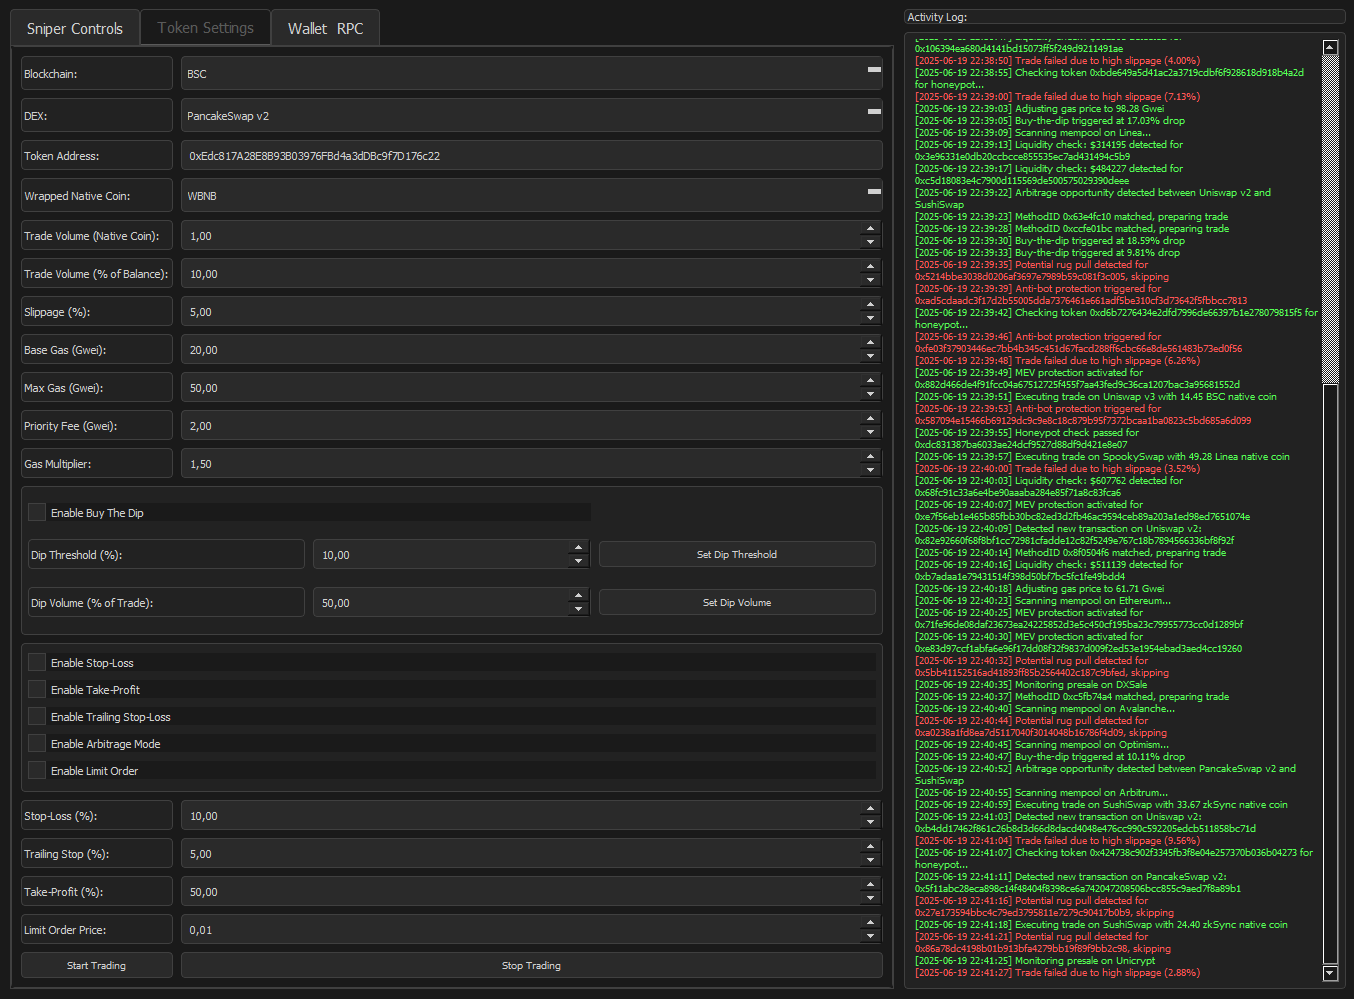 Sniper Controls
Token Settings
Wallet RPC
Blockchain:
BSC
DEX:
PancakeSwap v2
Token Address:
0xEdc817A28E8B93B03976FBd4a3dDBc9f7D176c22
Wrapped Native Coin:
WBNB
Trade Volume (Native Coin):
1,00
Trade Volume (% of Balance):
10,00
Slippage (%):
5,00
Base Gas (Gwei):
20,00
Max Gas (Gwei):
50,00
Priority Fee (Gwei):
2,00
Gas Multiplier:
1,50
Enable Buy The Dip
Dip Threshold (%):
10,00
Set Dip Threshold
Dip Volume (% of Trade):
50,00
Set Dip Volume
Enable Stop-Loss
Enable Take-Profit
Enable Trailing Stop-Loss
Enable Arbitrage Mode
Enable Limit Order
Stop-Loss (%):
10,00
Trailing Stop (%):
5,00
Take-Profit (%):
50,00
Limit Order Price:
0,01
Start Trading
Stop Trading
Activity Log:
0x106394ea680d4141bd15073ff5f249d9211491ae
[2025-06-19 22:38:50] Trade failed due to high slippage (4.00%)
[2025-06-19 22:38:55] Checking token 0xbde649a5d41ac2a3719cdbf6f928618d918b4a2d
for honeypot...
[2025-06-19 22:39:00] Trade failed due to high slippage (7.13%)
[2025-06-19 22:39:03] Adjusting gas price to 98.28 Gwei
[2025-06-19 22:39:05] Buy-the-dip triggered at 17.03% drop
[2025-06-19 22:39:09] Scanning mempool on Linea...
[2025-06-19 22:39:13] Liquidity check: $314195 detected for
0x3e96331e0db20ccbcce855535ec7ad431494c5b9
[2025-06-19 22:39:17] Liquidity check: $484227 detected for
0xc5d18083e4c7900d115569de500575029390deee
[2025-06-19 22:39:22] Arbitrage opportunity detected between Uniswap v2 and
SushiSwap
[2025-06-19 22:39:23] MethodID 0x63e4fc10 matched, preparing trade
[2025-06-19 22:39:28] MethodID 0xccfe01bc matched, preparing trade
[2025-06-19 22:39:30] Buy-the-dip triggered at 18.59% drop
[2025-06-19 22:39:33] Buy-the-dip triggered at 9.81% drop
[2025-06-19 22:39:35] Potential rug pull detected for
0x5214bbe3038d0206af3697e7989b59c081f3c005, skipping
[2025-06-19 22:39:39] Anti-bot protection triggered for
0xad5cdaadc3f17d2b55005dda7376461e661adf5be310cf3d73642f5fbbcc7813
[2025-06-19 22:39:42] Checking token 0xd6b7276434e2dfd7996de66397b1e278079815f5 for
honeypot...
[2025-06-19 22:39:46] Anti-bot protection triggered for
0xfe03f37903446ec7bb4b345c451d67facd288ff6cbc66e8de561483b73ed0f56
[2025-06-19 22:39:48] Trade failed due to high slippage (6.26%)
[2025-06-19 22:39:49] MEV protection activated for
0x882d466de4f91fcc04a67512725f455f7aa43fed9c36ca1207bac3a95681552d
[2025-06-19 22:39:51] Executing trade on Uniswap v3 with 14.45 BSC native coin
[2025-06-19 22:39:53] Anti-bot protection triggered for
0x587094e15466b69129dc9c9e8c18c879b95f7372bcaa1ba0823c5bd685a6d099
[2025-06-19 22:39:55] Honeypot check passed for
0xdc831387ba6033ae24dcf9527d88df9d421e8e07
[2025-06-19 22:39:57] Executing trade on SpookySwap with 49.28 Linea native coin
[2025-06-19 22:40:00] Trade failed due to high slippage (3.52%)
[2025-06-19 22:40:03] Liquidity check: $607762 detected for
0x68fc91c33a6e4be90aaaba284e85f71a8c83fca6
[2025-06-19 22:40:07] MEV protection activated for
0xe7f56eb1e465b85fbb30bc82ed3d2fb46ac9594ceb89a203a1ed98ed7651074e
[2025-06-19 22:40:09] Detected new transaction on Uniswap v2:
0x82e92660f68f8bf1cc72981cfadde12c82f5249e767c18b7894566336bf8f92f
[2025-06-19 22:40:14] MethodID 0x8f0504f6 matched, preparing trade
[2025-06-19 22:40:16] Liquidity check: $511139 detected for
0xb7adaa1e79431514f398d50bf7bc5fc1fe49bdd4
[2025-06-19 22:40:18] Adjusting gas price to 61.71 Gwei
[2025-06-19 22:40:23] Scanning mempool on Ethereum...
[2025-06-19 22:40:25] MEV protection activated for
0x71fe96de08daf23673ea24225852d3e5c450cf195ba23c79955773cc0d1289bf
[2025-06-19 22:40:30] MEV protection activated for
0xe83d97ccf1abfa6e96f17dd08f32f9837d009f2ed53e1954ebad3aed4cc19260
[2025-06-19 22:40:32] Potential rug pull detected for
0x5bb41152516ad41893ff85b2564402c187c9bfed, skipping
[2025-06-19 22:40:35] Monitoring presale on DXSale
[2025-06-19 22:40:37] MethodID 0xc5fb74a4 matched, preparing trade
[2025-06-19 22:40:40] Scanning mempool on Avalanche...
[2025-06-19 22:40:44] Potential rug pull detected for
0xa0238a1fd8ea7d5117040f3014048b16786f4d09, skipping
[2025-06-19 22:40:45] Scanning mempool on Optimism...
[2025-06-19 22:40:47] Buy-the-dip triggered at 10.11% drop
[2025-06-19 22:40:52] Arbitrage opportunity detected between PancakeSwap v2 and
SushiSwap
[2025-06-19 22:40:55] Scanning mempool on Arbitrum...
[2025-06-19 22:40:59] Executing trade on SushiSwap with 33.67 zkSync native coin
[2025-06-19 22:41:03] Detected new transaction on Uniswap v2:
0xb4dd17462f861c26b8d3d66d8dacd4048e476cc990c592205edcb511858bc71d
[2025-06-19 22:41:04] Trade failed due to high slippage (9.56%)
[2025-06-19 22:41:07] Checking token 0x424738c902f3345fb3f8e04e257370b036b04273 for
honeypot...
[2025-06-19 22:41:11] Detected new transaction on PancakeSwap v2:
0x5f11abc28eca898c14f48404f8398ce6a742047208506bcc855c9aed7f8a89b1
[2025-06-19 22:41:16] Potential rug pull detected for
0x27e173594bbc4c79ed3795811e7279c90417b0b9, skipping
[2025-06-19 22:41:18] Executing trade on SushiSwap with 24.40 zkSync native coin
[2025-06-19 22:41:21] Potential rug pull detected for
0x86a78dc4198b01b913bfa4279bb19f89f9bb2c98, skipping
[2025-06-19 22:41:25] Monitoring presale on Unicrypt
[2025-06-19 22:41:27] Trade failed due to high slippage (2.88%)